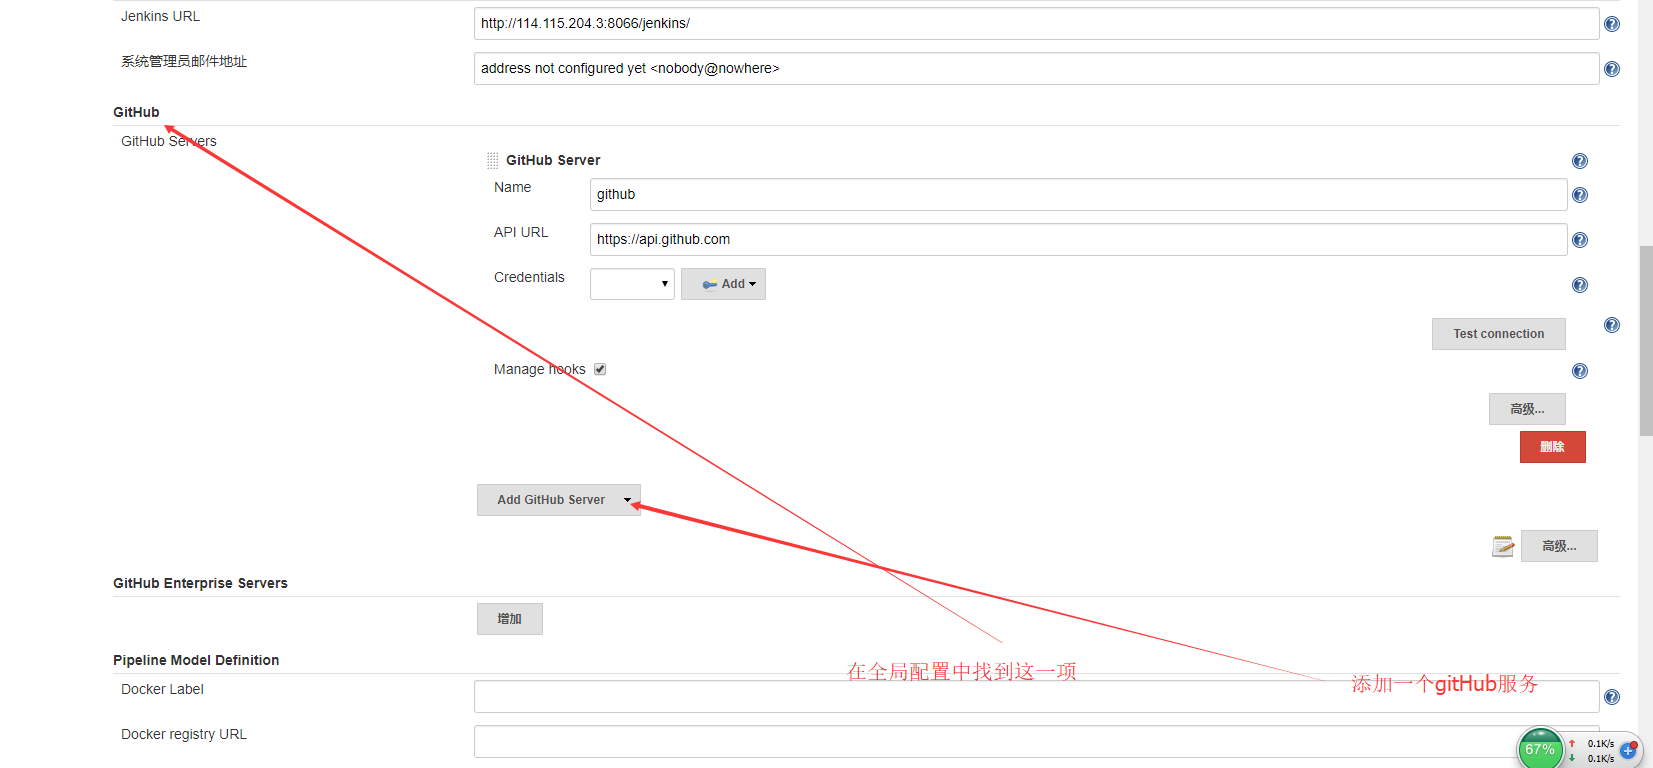 Jenkins URL
http://114.115.204.3:8066/jenkins/
系统管理员邮件地址
address not configured yet <nobody@nowhere>
GitHub
GitHub Servers
GitHub Server
Name
github
API URL
https://api.github.com
Credentials
Add
Test connection
Manage hooks
高级...
删除
Add GitHub Server
高级...
GitHub Enterprise Servers
增加
Pipeline Model Definition
在全局配置中找到这一项
添加一个gitHub服务
Docker Label
Docker registry URL
67%
0.1K/s
0.1K/s